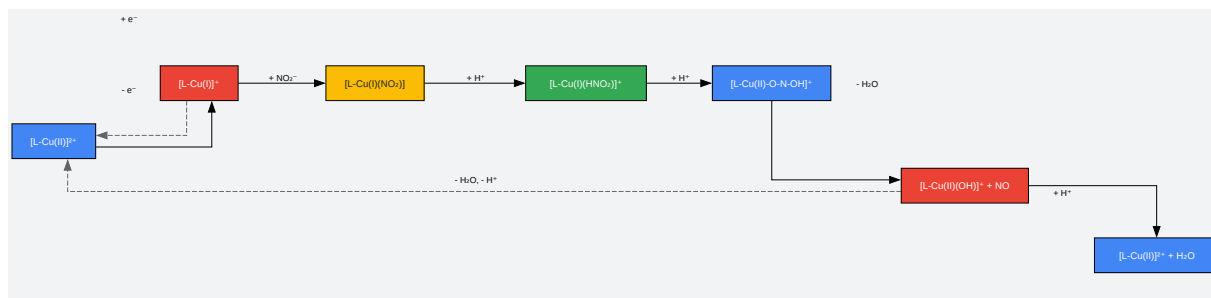 + e⁻
[L-Cu(I)]⁺
+ NO₂⁻
[L-Cu(I)(NO₂)]
+ H⁺
[L-Cu(I)(HNO₂)]⁺
+ H⁺
[L-Cu(II)-O-N-OH]⁺
- H₂O
- e⁻
[L-Cu(II)]²⁺
- H₂O, - H⁺
[L-Cu(II)(OH)]⁺ + NO
+ H⁺
[L-Cu(II)]²⁺ + H₂O